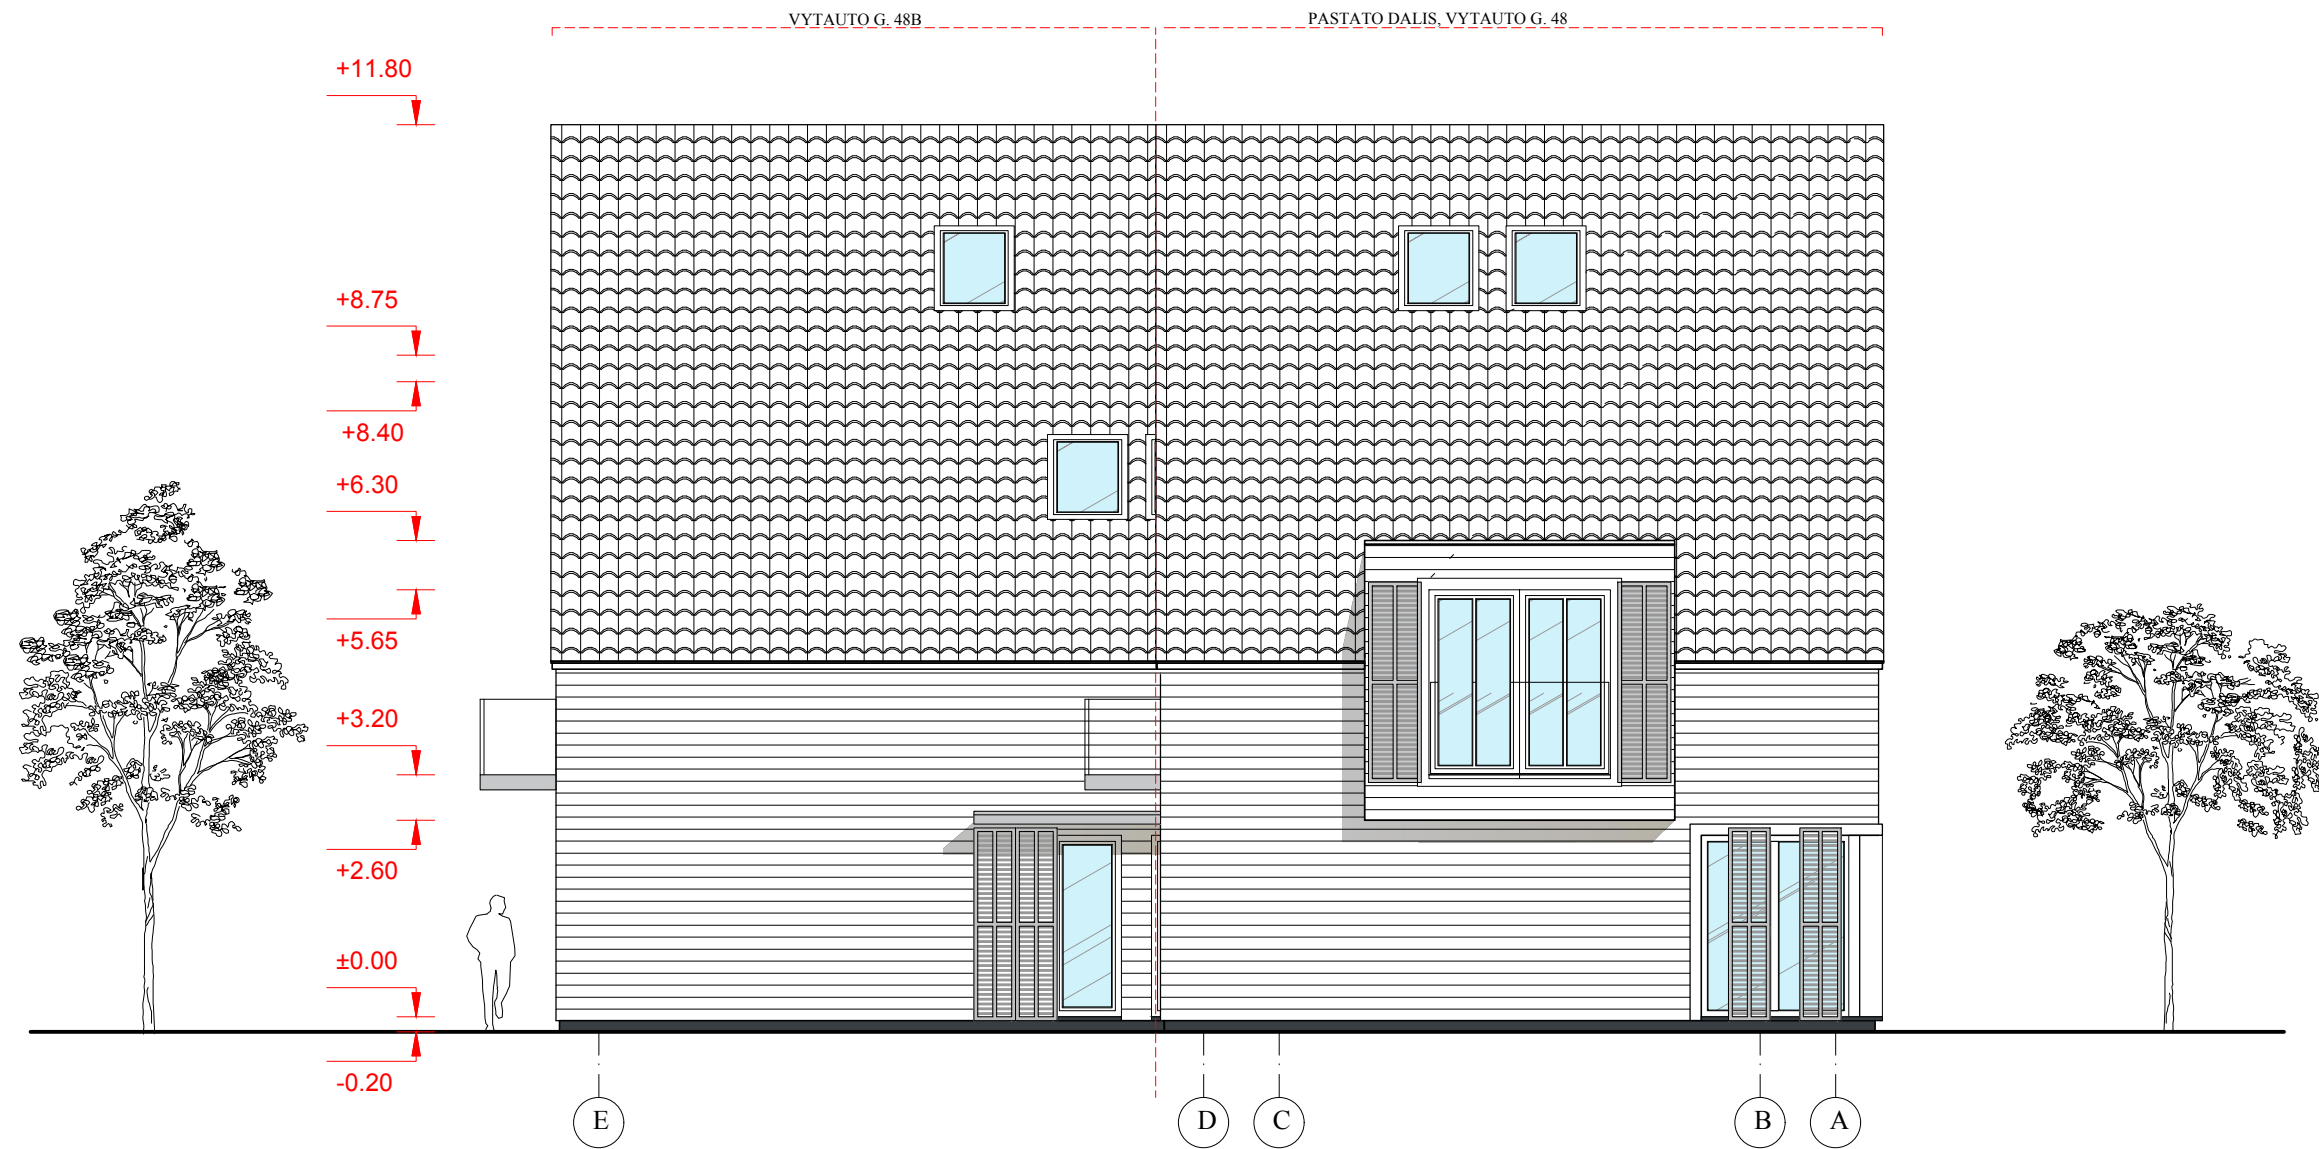 VYTAUTO G. 48B
PASTATO DALIS, VYTAUTO G. 48
+11.80
+8.75
+8.40
+6.30
+5.65
+3.20
+2.60
±0.00
-0.20
E
D
C
B
A